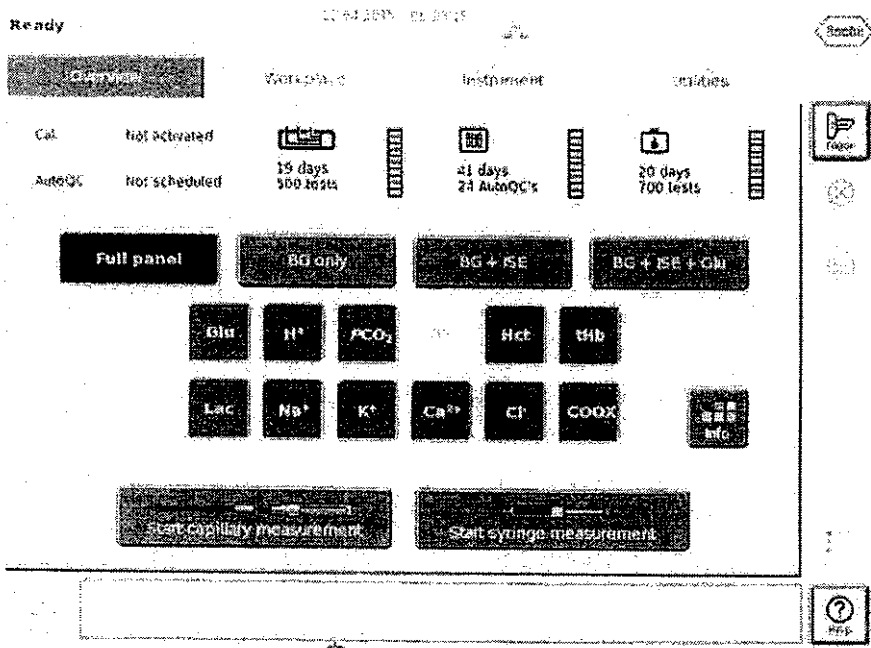 Ready
Overview Workplace Instrument Utilities
Cal. Not activated
19 days 41 days 20 days
AutoQC Not scheduled 500 tests 24 AutoQC's 700 tests
Full panel BG only BG + ISE BG + ISE + Glu
Glu H⁺ PCO₂ Hct tHb
Lac Na⁺ K⁺ Ca²⁺ Cl⁻ COOX
Info
Start capillary measurement Start syringe measurement
Help